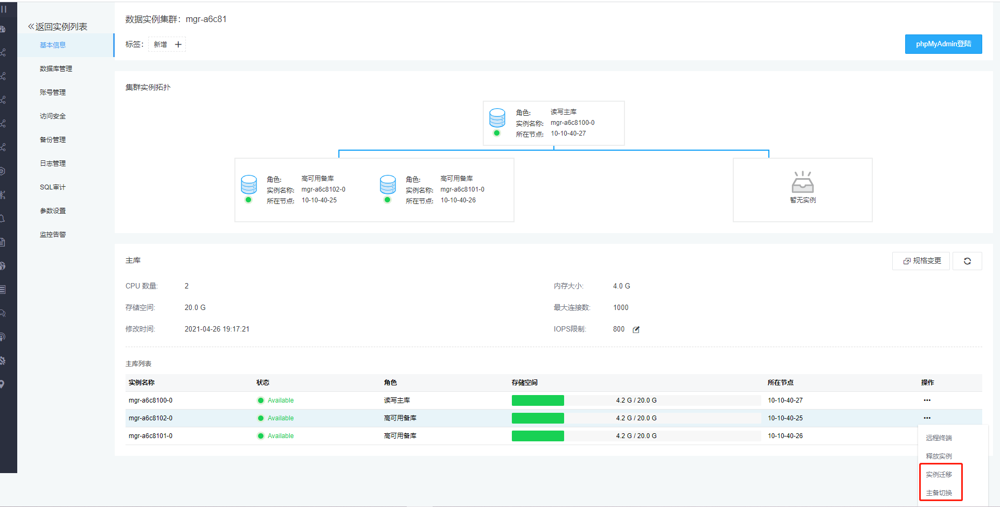 «返回实例列表
基本信息
数据库管理
账号管理
访问安全
备份管理
日志管理
SQL审计
参数设置
监控告警
数据实例集群：mgr-a6c81
标签： 新增 +
phpMyAdmin登陆
集群实例拓扑
角色: 读写主库
实例名称: mgr-a6c8100-0
所在节点: 10-10-40-27
角色: 高可用备库
实例名称: mgr-a6c8102-0
所在节点: 10-10-40-25
角色: 高可用备库
实例名称: mgr-a6c8101-0
所在节点: 10-10-40-26
暂无实例
主库
规格变更
CPU 数量: 2 内存大小: 4.0 G
存储空间: 20.0 G 最大连接数: 1000
修改时间: 2021-04-26 19:17:21 IOPS限制: 800
主库列表
实例名称 状态 角色 存储空间 所在节点 操作
mgr-a6c8100-0 Available 读写主库 4.2 G / 20.0 G 10-10-40-27 •••
mgr-a6c8102-0 Available 高可用备库 4.2 G / 20.0 G 10-10-40-25 •••
mgr-a6c8101-0 Available 高可用备库 4.2 G / 20.0 G 10-10-40-26
远程终端
释放实例
实例迁移
主备切换